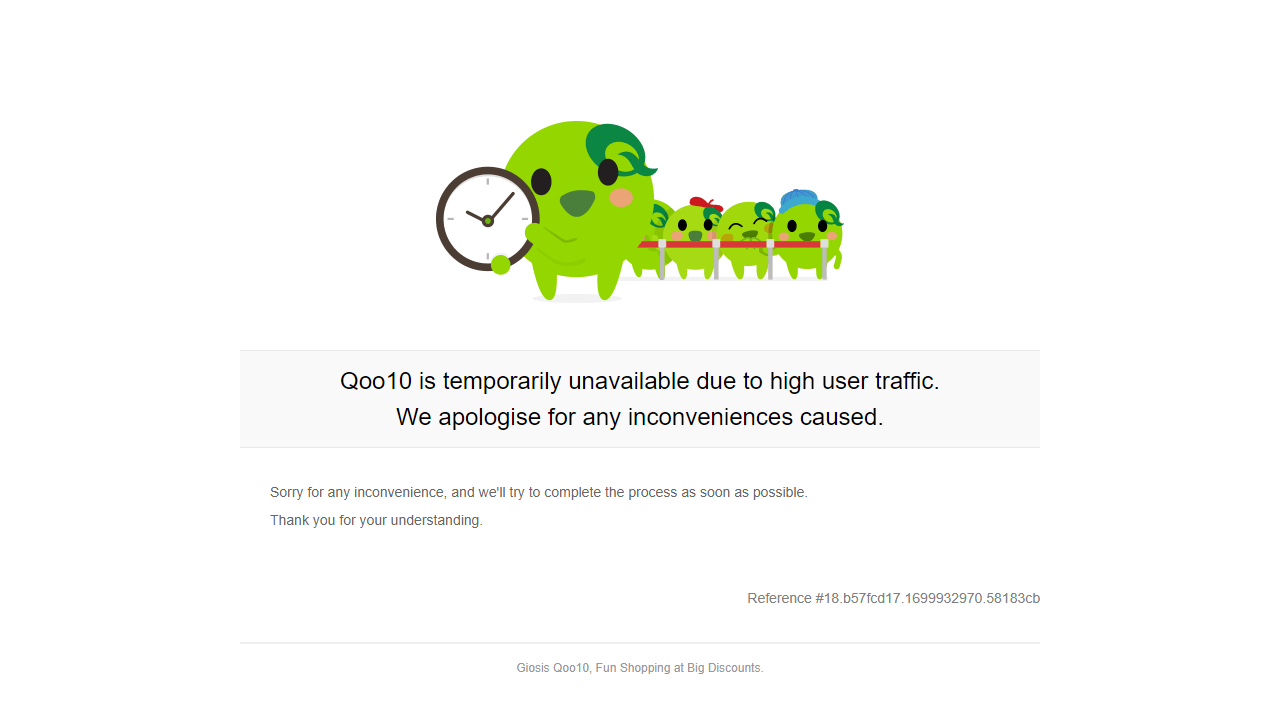 Qoo10 is temporarily unavailable due to high user traffic.
We apologise for any inconveniences caused.
Sorry for any inconvenience, and we'll try to complete the process as soon as possible.
Thank you for your understanding.
Reference #18.b57fcd17.1699932970.58183cb
Giosis Qoo10, Fun Shopping at Big Discounts.